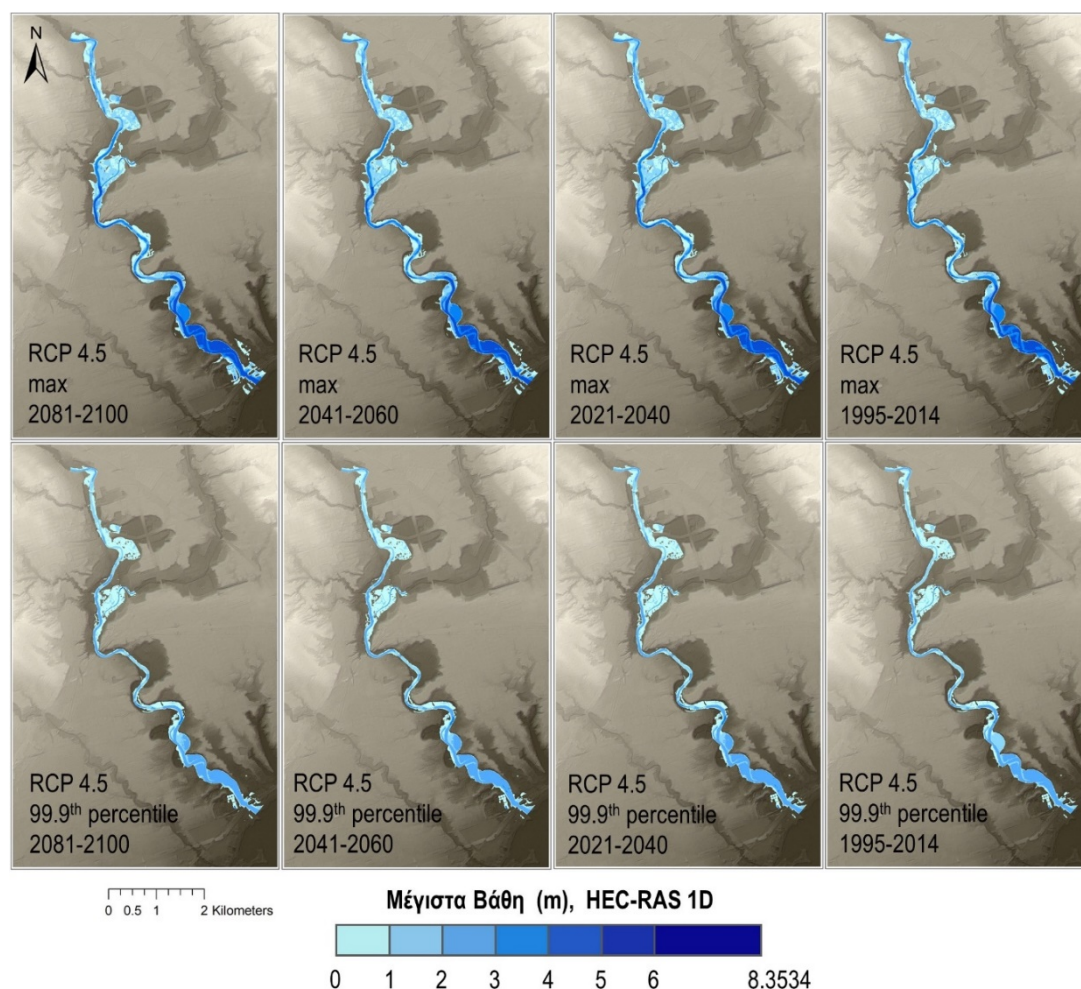 N
RCP 4.5
max
2081-2100
RCP 4.5
max
2041-2060
RCP 4.5
max
2021-2040
RCP 4.5
max
1995-2014
RCP 4.5
99.9th percentile
2081-2100
RCP 4.5
99.9th percentile
2041-2060
RCP 4.5
99.9th percentile
2021-2040
RCP 4.5
99.9th percentile
1995-2014
0 0.5 1 2 Kilometers
Μέγιστα Βάθη (m), HEC-RAS 1D
0 1 2 3 4 5 6 8.3534